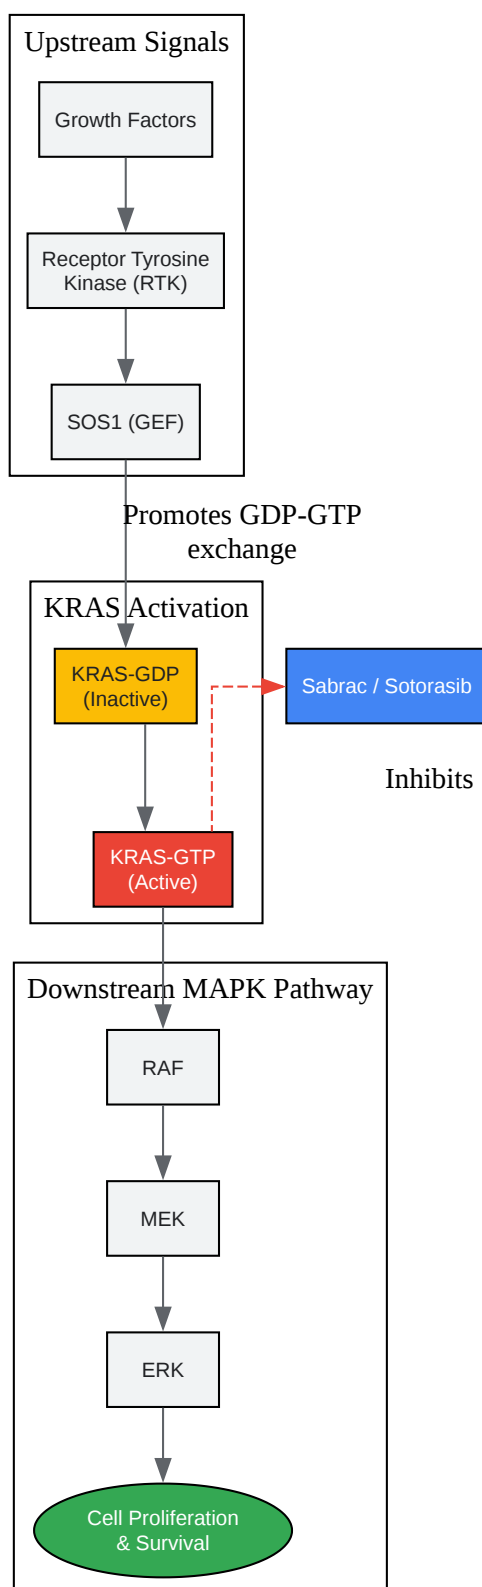 Upstream Signals
Growth Factors
Receptor Tyrosine
Kinase (RTK)
SOS1 (GEF)
Promotes GDP-GTP
exchange
KRAS Activation
KRAS-GDP
(Inactive)
Sabrac / Sotorasib
Inhibits
KRAS-GTP
(Active)
Downstream MAPK Pathway
RAF
MEK
ERK
Cell Proliferation
& Survival